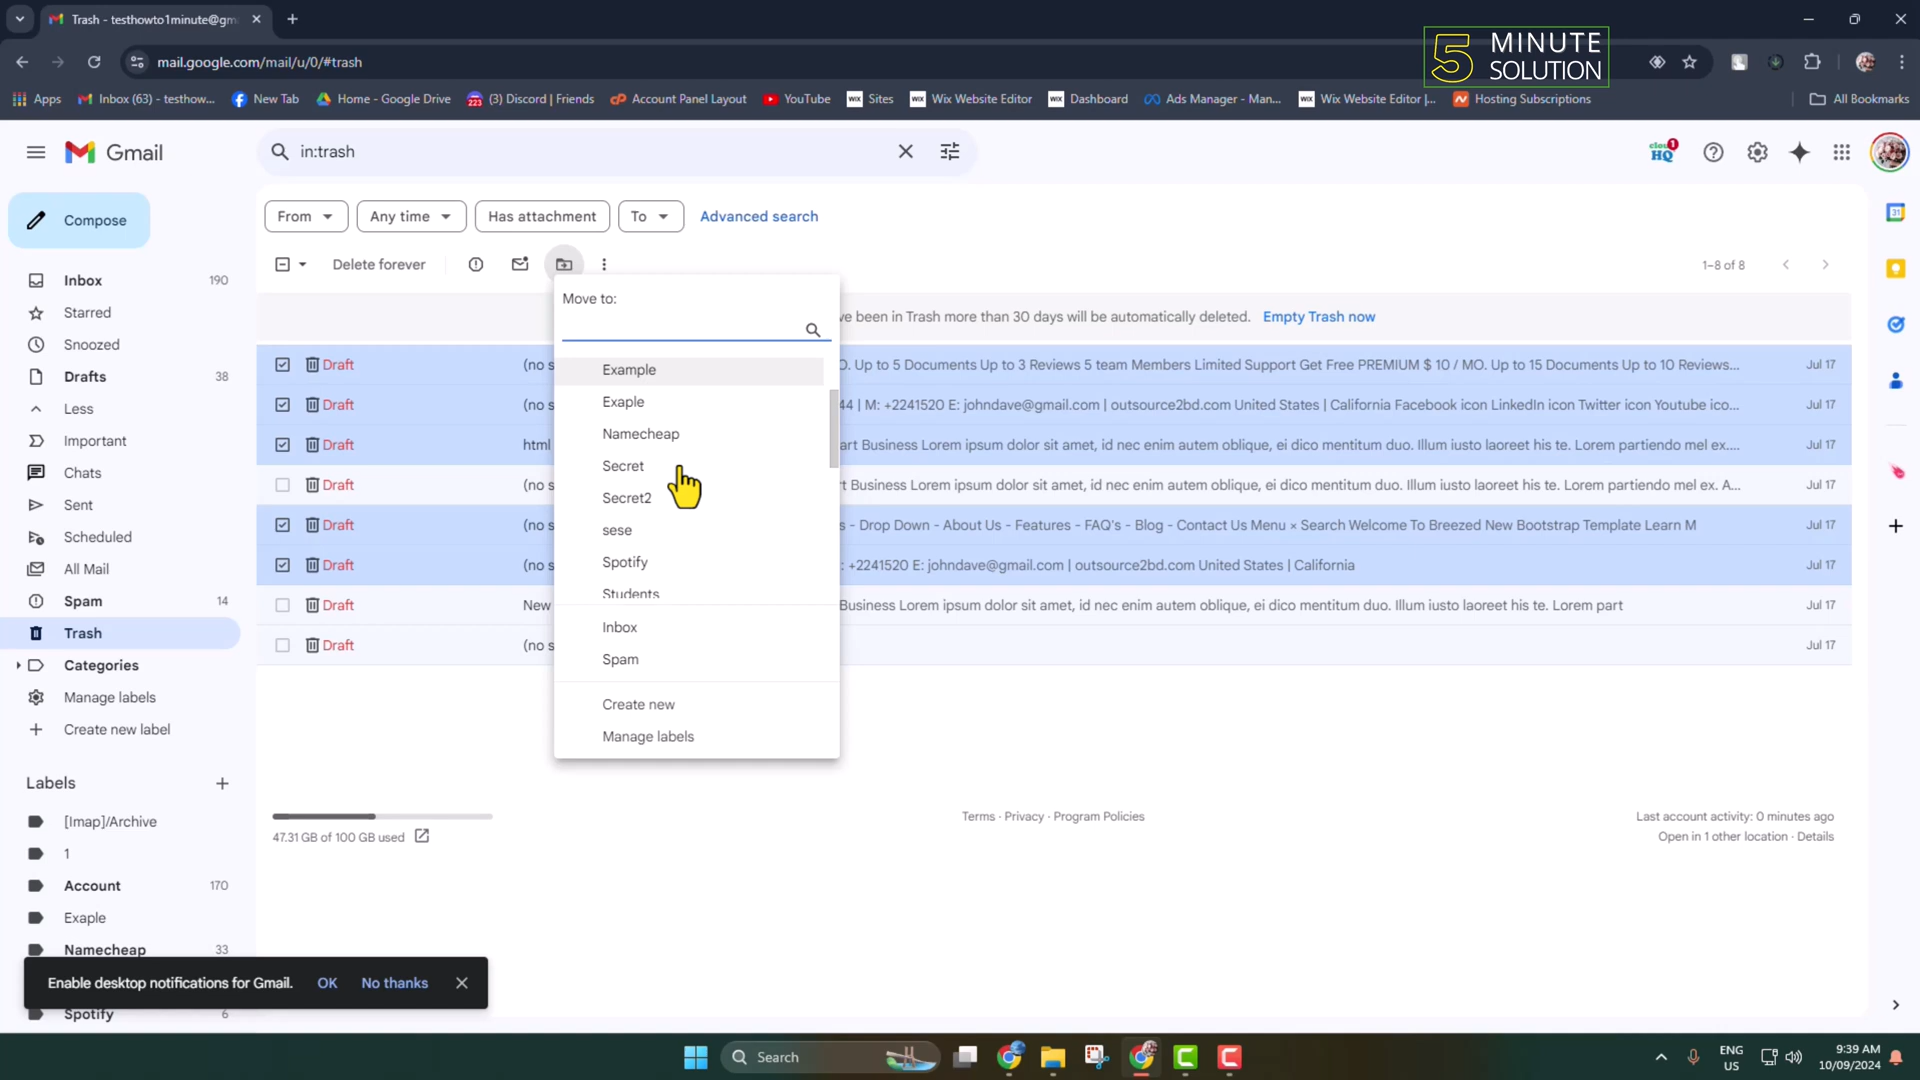 Trash - testhowto1minute@gm
mail.google.com/mail/u/0/#trash
5 MINUTE
SOLUTION
Apps
Inbox (63) - testhow...
New Tab
Home - Google Drive
(3) Discord | Friends
Account Panel Layout
YouTube
Sites
Wix Website Editor
Dashboard
Ads Manager - Man...
Wix Website Editor |...
Hosting Subscriptions
All Bookmarks
Gmail
in:trash
cloud HQ 1
Compose
From
Any time
Has attachment
To
Advanced search
Delete forever
1–8 of 8
Inbox 190
Starred
Snoozed
Drafts 38
Less
Important
Chats
Sent
Scheduled
All Mail
Spam 14
Trash
Categories
Manage labels
Create new label
Labels
[Imap]/Archive
1
Account 170
Exaple
Namecheap 33
Spotify 6
Move to:
Example
Exaple
Namecheap
Secret
Secret2
sese
Spotify
Students
Inbox
Spam
Create new
Manage labels
ve been in Trash more than 30 days will be automatically deleted. Empty Trash now
Draft (no s O. Up to 5 Documents Up to 3 Reviews 5 team Members Limited Support Get Free PREMIUM $ 10 / MO. Up to 15 Documents Up to 10 Reviews... Jul 17
Draft (no s 44 | M: +2241520 E: johndave@gmail.com | outsource2bd.com United States | California Facebook icon LinkedIn icon Twitter icon Youtube ico... Jul 17
Draft html art Business Lorem ipsum dolor sit amet, id nec enim autem oblique, ei dico mentitum duo. Illum iusto laoreet his te. Lorem partiendo mel ex.... Jul 17
Draft (no s rt Business Lorem ipsum dolor sit amet, id nec enim autem oblique, ei dico mentitum duo. Illum iusto laoreet his te. Lorem partiendo mel ex. A... Jul 17
Draft (no s s - Drop Down - About Us - Features - FAQ's - Blog - Contact Us Menu × Search Welcome To Breezed New Bootstrap Template Learn M Jul 17
Draft (no s : +2241520 E: johndave@gmail.com | outsource2bd.com United States | California Jul 17
Draft New Business Lorem ipsum dolor sit amet, id nec enim autem oblique, ei dico mentitum duo. Illum iusto laoreet his te. Lorem part Jul 17
Draft (no s Jul 17
47.31 GB of 100 GB used
Terms · Privacy · Program Policies
Last account activity: 0 minutes ago
Open in 1 other location · Details
Enable desktop notifications for Gmail. OK No thanks
Search
ENG
US
9:39 AM
10/09/2024